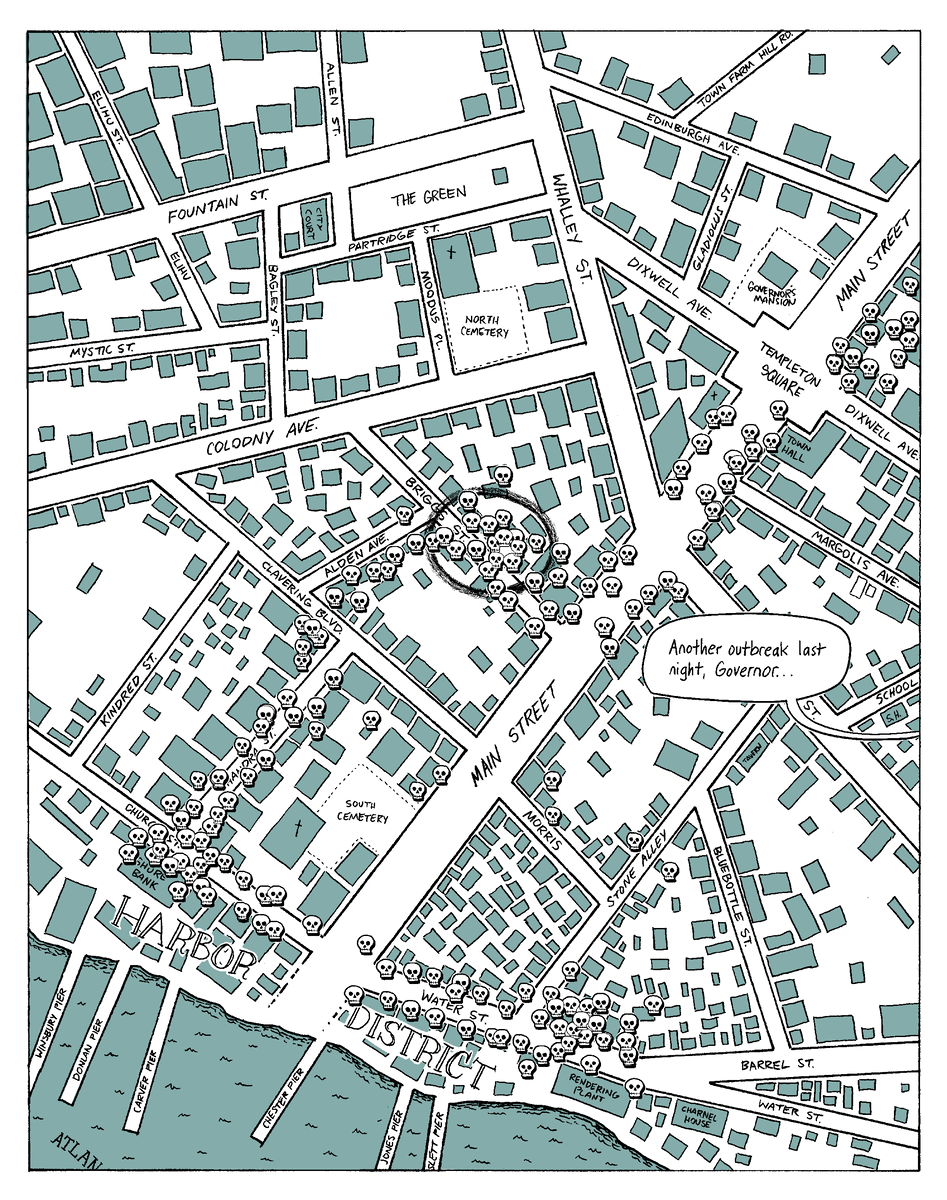 ELIHU ST.
ALLEN ST.
TOWN FARM HILL RD.
EDINBURGH AVE.
FOUNTAIN ST.
CITY
COURT
THE GREEN
WHALLEY ST.
GLADIOUS ST.
MAIN STREET
PARTRIDGE ST.
ELIHU
BAGLEY ST.
MOODUS PL.
NORTH
CEMETERY
DIXWELL AVE.
GOVERNOR'S
MANSION
MYSTIC ST.
TEMPLETON
SQUARE
DIXWELL AVE.
COLODNY AVE.
TOWN
HALL
ALDEN AVE.
MARGOLIS AVE.
CLAVERING BLVD.
Another outbreak last
night, Governor...
KINDRED ST.
ST.
SCHOOL
S.H.
MAIN STREET
TAVERN
SOUTH
CEMETERY
CHURCH ST.
MORRIS
STONE ALLEY
BLUEBOTTLE ST.
SHORE
BANK
HARBOR
DISTRICT
WATER ST.
WINSBURY PIER
DONLAN PIER
CARVER PIER
CHESTER PIER
JONES PIER
SLETT PIER
BARREL ST.
RENDERING
PLANT
CHARNEL
HOUSE
WATER ST.
ATLAN